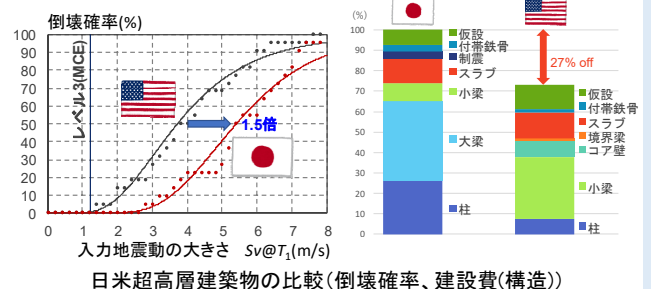 倒壊確率(%)
100
90
80
70
60
50
40
30
20
10
0
レベル3(MCE)
1.5倍
0 1 2 3 4 5 6 7 8
入力地震動の大きさ Sv@T1(m/s)
(%)
100
90
80
70
60
50
40
30
20
10
0
仮設
付帯鉄骨
制震
スラブ
小梁
大梁
柱
27% off
仮設
付帯鉄骨
スラブ
境界梁
コア壁
小梁
柱
日米超高層建築物の比較(倒壊確率、建設費(構造))